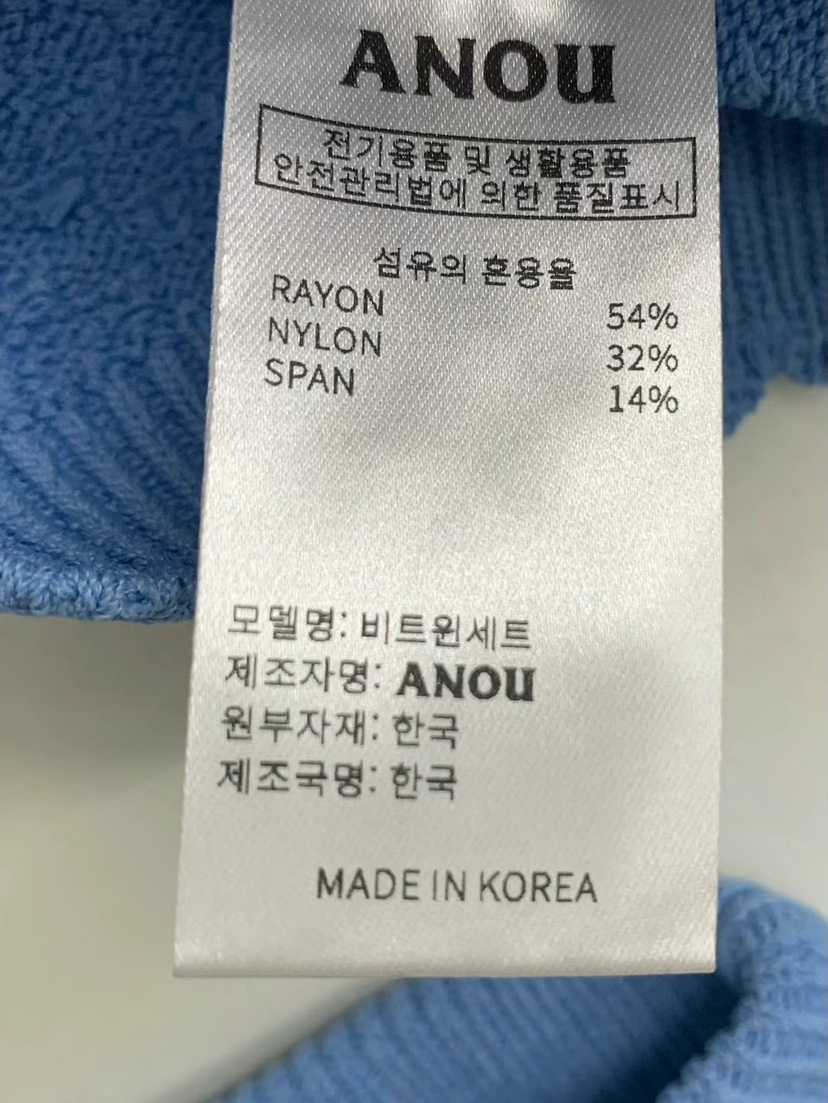 ANOU
전기용품 및 생활용품
안전관리법에 의한 품질표시
섬유의 혼용율
RAYON 54%
NYLON 32%
SPAN 14%
모델명: 비트윈세트
제조자명: ANOU
원부자재: 한국
제조국명: 한국
MADE IN KOREA